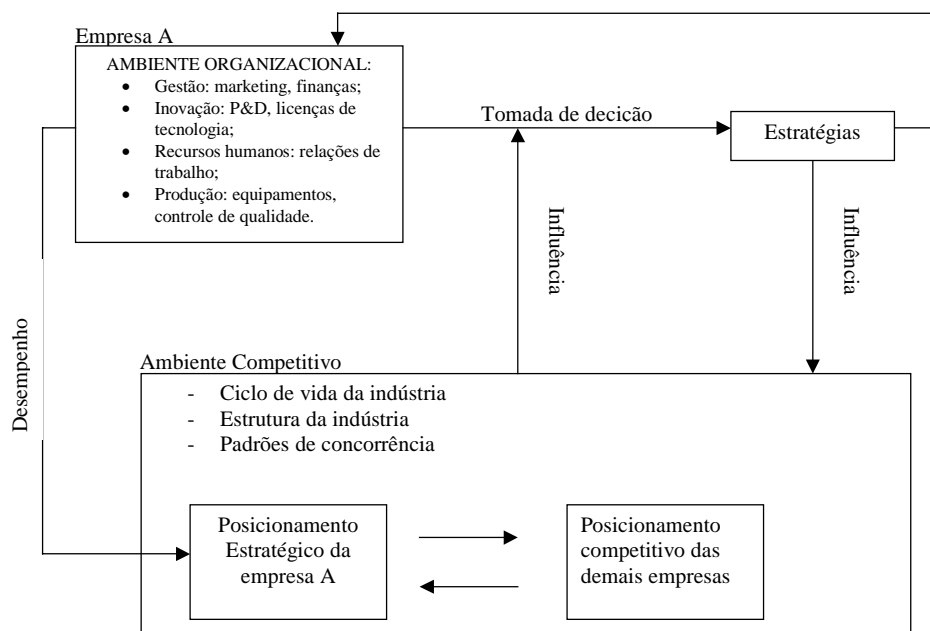 Empresa A
AMBIENTE ORGANIZACIONAL:
• Gestão: marketing, finanças;
• Inovação: P&D, licenças de
tecnologia;
• Recursos humanos: relações de
trabalho;
• Produção: equipamentos,
controle de qualidade.
Tomada de decicão
Estratégias
Influência
Influência
Desempenho
Ambiente Competitivo
- Ciclo de vida da indústria
- Estrutura da indústria
- Padrões de concorrência
Posicionamento
Estratégico da
empresa A
Posicionamento
competitivo das
demais empresas